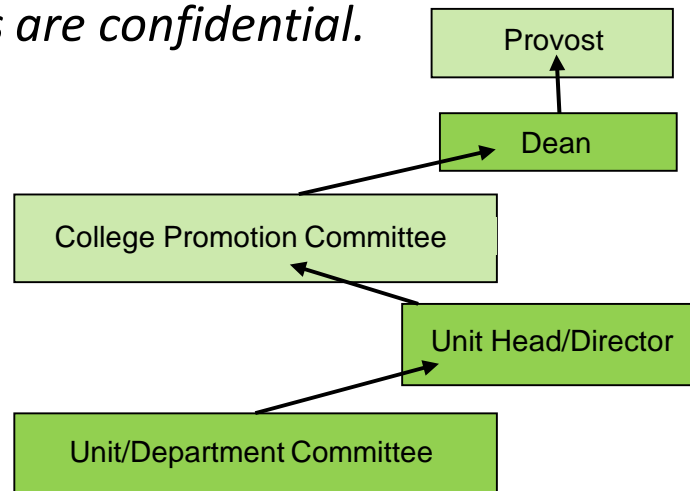 are confidential.
Provost
Dean
College Promotion Committee
Unit Head/Director
Unit/Department Committee